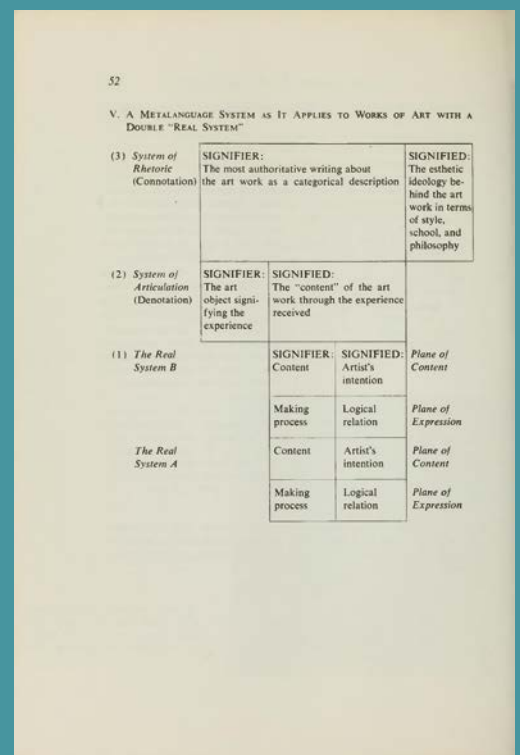 52
V. A METALANGUAGE SYSTEM AS IT APPLIES TO WORKS OF ART WITH A
DOUBLE "REAL SYSTEM"
(3) System of
Rhetoric
(Connotation)
SIGNIFIER:
The most authoritative writing about
the art work as a categorical description
SIGNIFIED:
The esthetic
ideology be-
hind the art
work in terms
of style,
school, and
philosophy
(2) System of
Articulation
(Denotation)
SIGNIFIER:
The art
object signi-
fying the
experience
SIGNIFIED:
The "content" of the art
work through the experience
received
(1) The Real
System B
SIGNIFIER:
Content
SIGNIFIED:
Artist's
intention
Plane of
Content
Making
process
Logical
relation
Plane of
Expression
The Real
System A
Content
Artist's
intention
Plane of
Content
Making
process
Logical
relation
Plane of
Expression